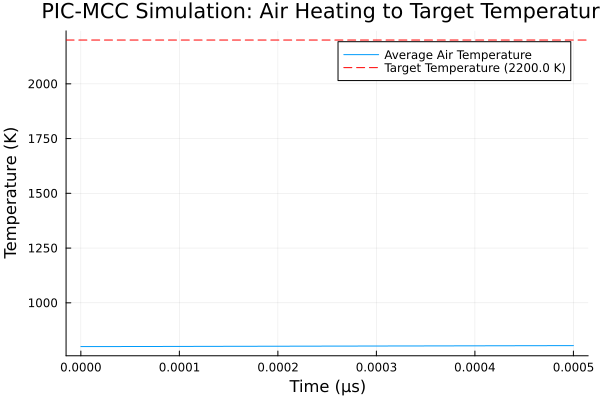 PIC-MCC Simulation: Air Heating to Target Temperatur
Average Air Temperature
Target Temperature (2200.0 K)
Temperature (K)
2000
1750
1500
1250
1000
0.0000 0.0001 0.0002 0.0003 0.0004 0.0005
Time (μs)